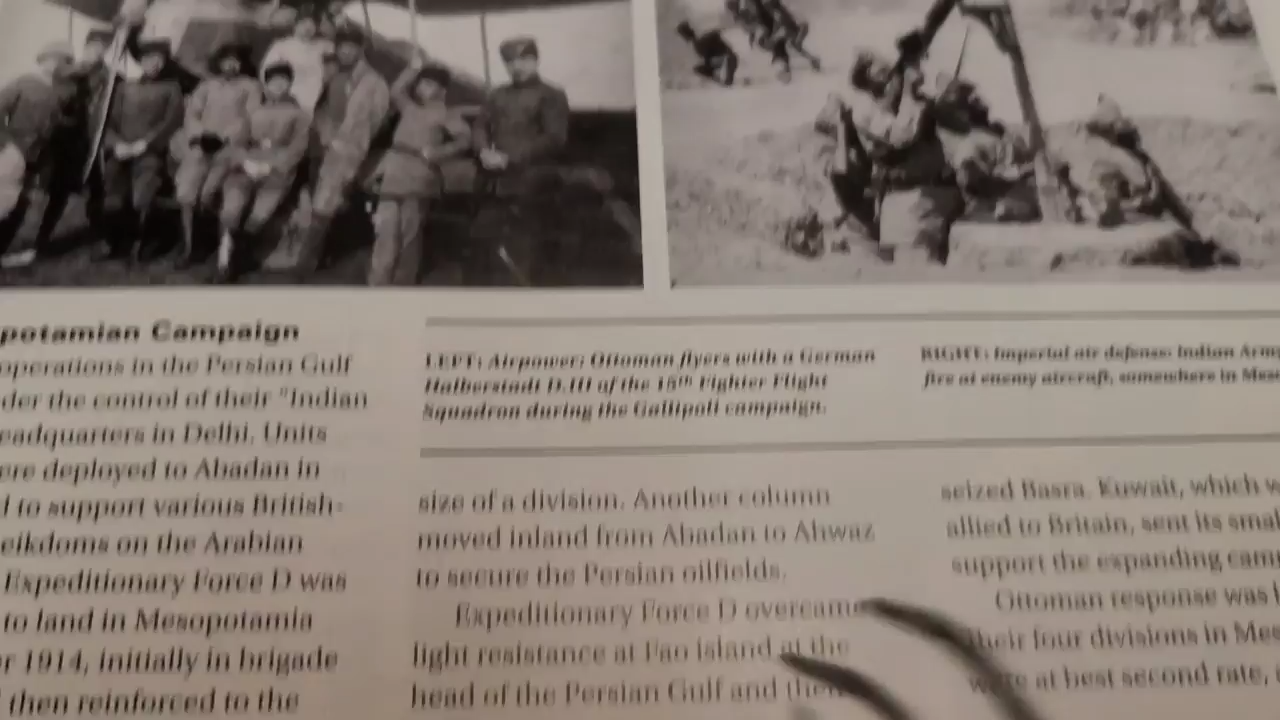 potamian Campaign
operations in the Persian Gulf
der the control of their "Indian
eadquarters in Delhi. Units
ere deployed to Abadan in
d to support various British-
eikdoms on the Arabian
Expeditionary Force D was
to land in Mesopotamia
r 1914, initially in brigade
then reinforced to the
LEFT: Airpower: Ottoman flyers with a German
Halberstadt D.III of the 15th Fighter Flight
Squadron during the Gallipoli campaign.
RIGHT: Imperial air defense: Indian Arm
fire at enemy aircraft, somewhere in Mes
size of a division. Another column
moved inland from Abadan to Ahwaz
to secure the Persian oilfields.
Expeditionary Force D overcame
light resistance at Fao island at the
head of the Persian Gulf and then
seized Basra. Kuwait, which w
allied to Britain, sent its smal
support the expanding camp
Ottoman response was h
their four divisions in Mes
were at best second rate,